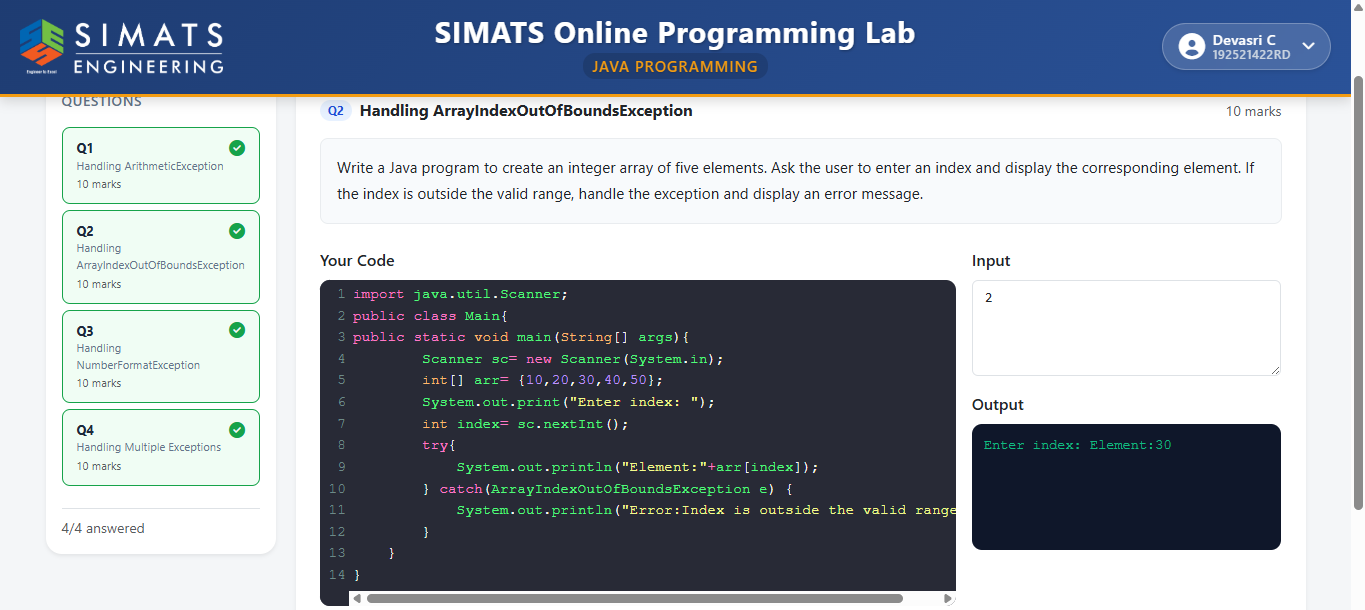 SIMATS
ENGINEERING
Engineer to Excel
SIMATS Online Programming Lab
JAVA PROGRAMMING
Devasri C
192521422RD
QUESTIONS
Q1
Handling ArithmeticException
10 marks
Q2
Handling
ArrayIndexOutOfBoundsException
10 marks
Q3
Handling
NumberFormatException
10 marks
Q4
Handling Multiple Exceptions
10 marks
4/4 answered
Q2 Handling ArrayIndexOutOfBoundsException 10 marks
Write a Java program to create an integer array of five elements. Ask the user to enter an index and display the corresponding element. If
the index is outside the valid range, handle the exception and display an error message.
Your Code
1 import java.util.Scanner;
2 public class Main{
3 public static void main(String[] args){
4 Scanner sc= new Scanner(System.in);
5 int[] arr= {10,20,30,40,50};
6 System.out.print("Enter index: ");
7 int index= sc.nextInt();
8 try{
9 System.out.println("Element:"+arr[index]);
10 } catch(ArrayIndexOutOfBoundsException e) {
11 System.out.println("Error:Index is outside the valid range
12 }
13 }
14 }
Input
2
Output
Enter index: Element:30